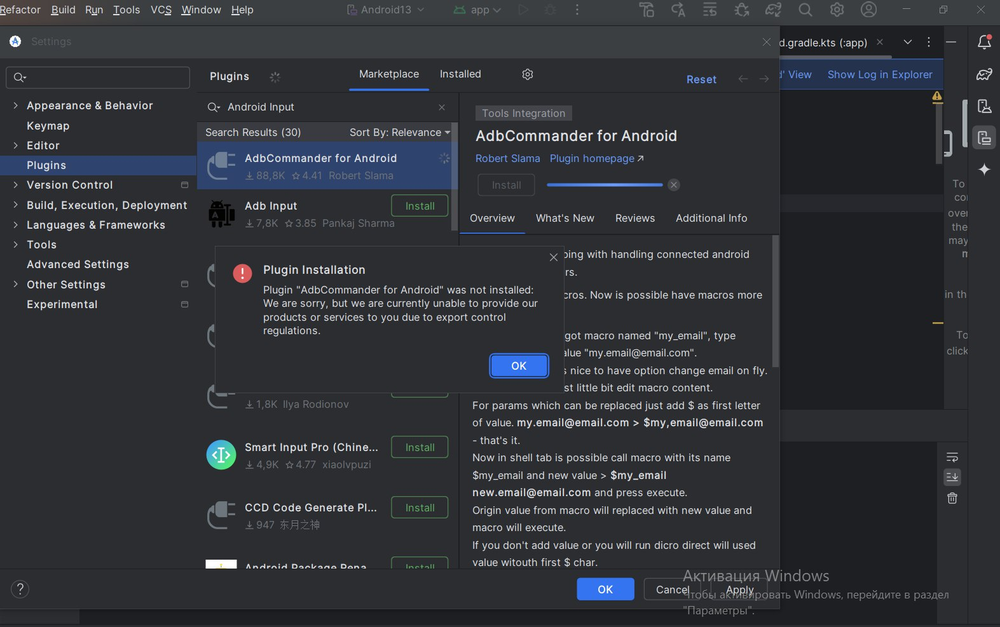 Refactor Build Run Tools VCS Window Help Android13 app
Settings
d.gradle.kts (:app)
Plugins Marketplace Installed Reset
d' View Show Log in Explorer
Android Input
Search Results (30) Sort By: Relevance
Appearance & Behavior
Keymap
Editor
Plugins
Version Control
Build, Execution, Deployment
Languages & Frameworks
Tools
Advanced Settings
Other Settings
Experimental
AdbCommander for Android
88,8K 4.41 Robert Slama
Adb Input
7,8K 3.85 Pankaj Sharma
Install
1,8K Ilya Rodionov
Smart Input Pro (Chine...
4,9K 4.77 xiaolvpuzi
Install
CCD Code Generate Pl...
947 东月之神
Install
Android Package Rena
Install
Tools Integration
AdbCommander for Android
Robert Slama Plugin homepage
Install
Overview What's New Reviews Additional Info
ping with handling connected android
rs.
cros. Now is possible have macros more
got macro named "my_email", type
alue "my.email@email.com".
s nice to have option change email on fly.
st little bit edit macro content.
For params which can be replaced just add $ as first letter
of value. my.email@email.com > $my,email@email.com
- that's it.
Now in shell tab is possible call macro with its name
$my_email and new value > $my_email
new.email@email.com and press execute.
Origin value from macro will replaced with new value and
macro will execute.
If you don't add value or you will run dicro direct will used
value witouth first $ char.
Plugin Installation
Plugin "AdbCommander for Android" was not installed:
We are sorry, but we are currently unable to provide our
products or services to you due to export control
regulations.
OK
To
co
over
the
may
in th
To
click
OK Cancel Apply
Активация Windows
Чтобы активировать Windows, перейдите в раздел
"Параметры".